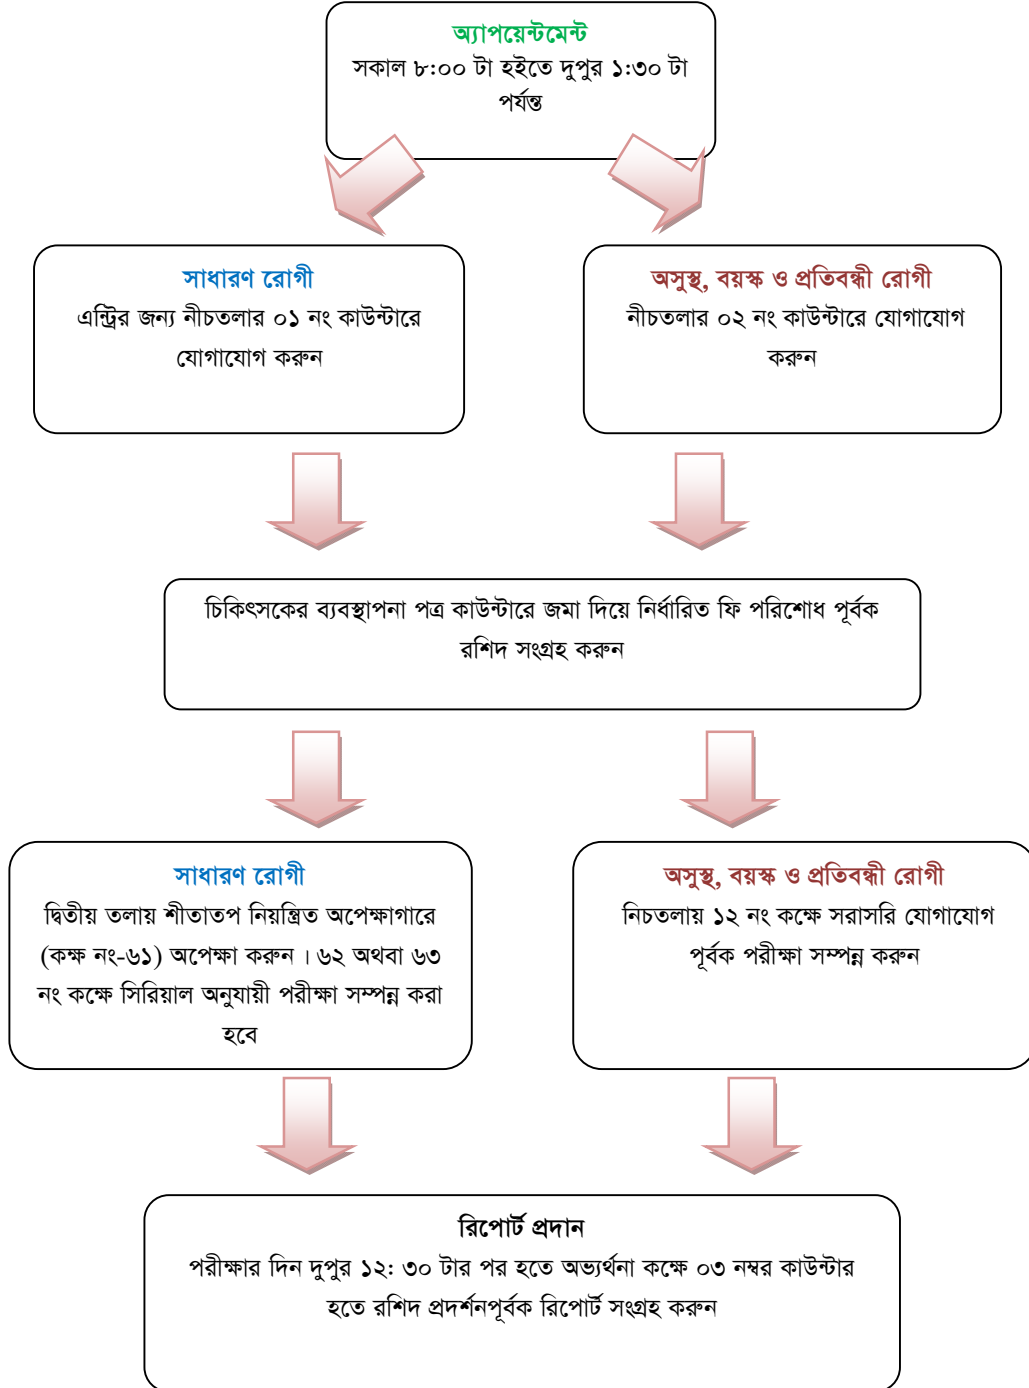 অ্যাপয়েন্টমেন্ট
সকাল ৮:০০ টা হইতে দুপুর ১:৩০ টা
পর্যন্ত
সাধারণ রোগী
এন্ট্রির জন্য নীচতলার ০১ নং কাউন্টারে
যোগাযোগ করুন
অসুস্থ, বয়স্ক ও প্রতিবন্ধী রোগী
নীচতলার ০২ নং কাউন্টারে যোগাযোগ
করুন
চিকিৎসকের ব্যবস্থাপনা পত্র কাউন্টারে জমা দিয়ে নির্ধারিত ফি পরিশোধ পূর্বক
রশিদ সংগ্রহ করুন
সাধারণ রোগী
দ্বিতীয় তলায় শীতাতপ নিয়ন্ত্রিত অপেক্ষাগারে
(কক্ষ নং-৬১) অপেক্ষা করুন । ৬২ অথবা ৬৩
নং কক্ষে সিরিয়াল অনুযায়ী পরীক্ষা সম্পন্ন করা
হবে
অসুস্থ, বয়স্ক ও প্রতিবন্ধী রোগী
নিচতলায় ১২ নং কক্ষে সরাসরি যোগাযোগ
পূর্বক পরীক্ষা সম্পন্ন করুন
রিপোর্ট প্রদান
পরীক্ষার দিন দুপুর ১২: ৩০ টার পর হতে অভ্যর্থনা কক্ষে ০৩ নম্বর কাউন্টার
হতে রশিদ প্রদর্শনপূর্বক রিপোর্ট সংগ্রহ করুন